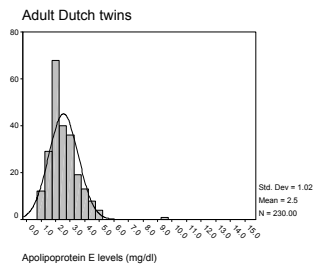 Adult Dutch twins
80
60
40
20
0
Std. Dev = 1.02
Mean = 2.5
N = 230.00
0.0 1.0 2.0 3.0 4.0 5.0 6.0 7.0 8.0 9.0 10.0 11.0 12.0 13.0 14.0 15.0
Apolipoprotein E levels (mg/dl)